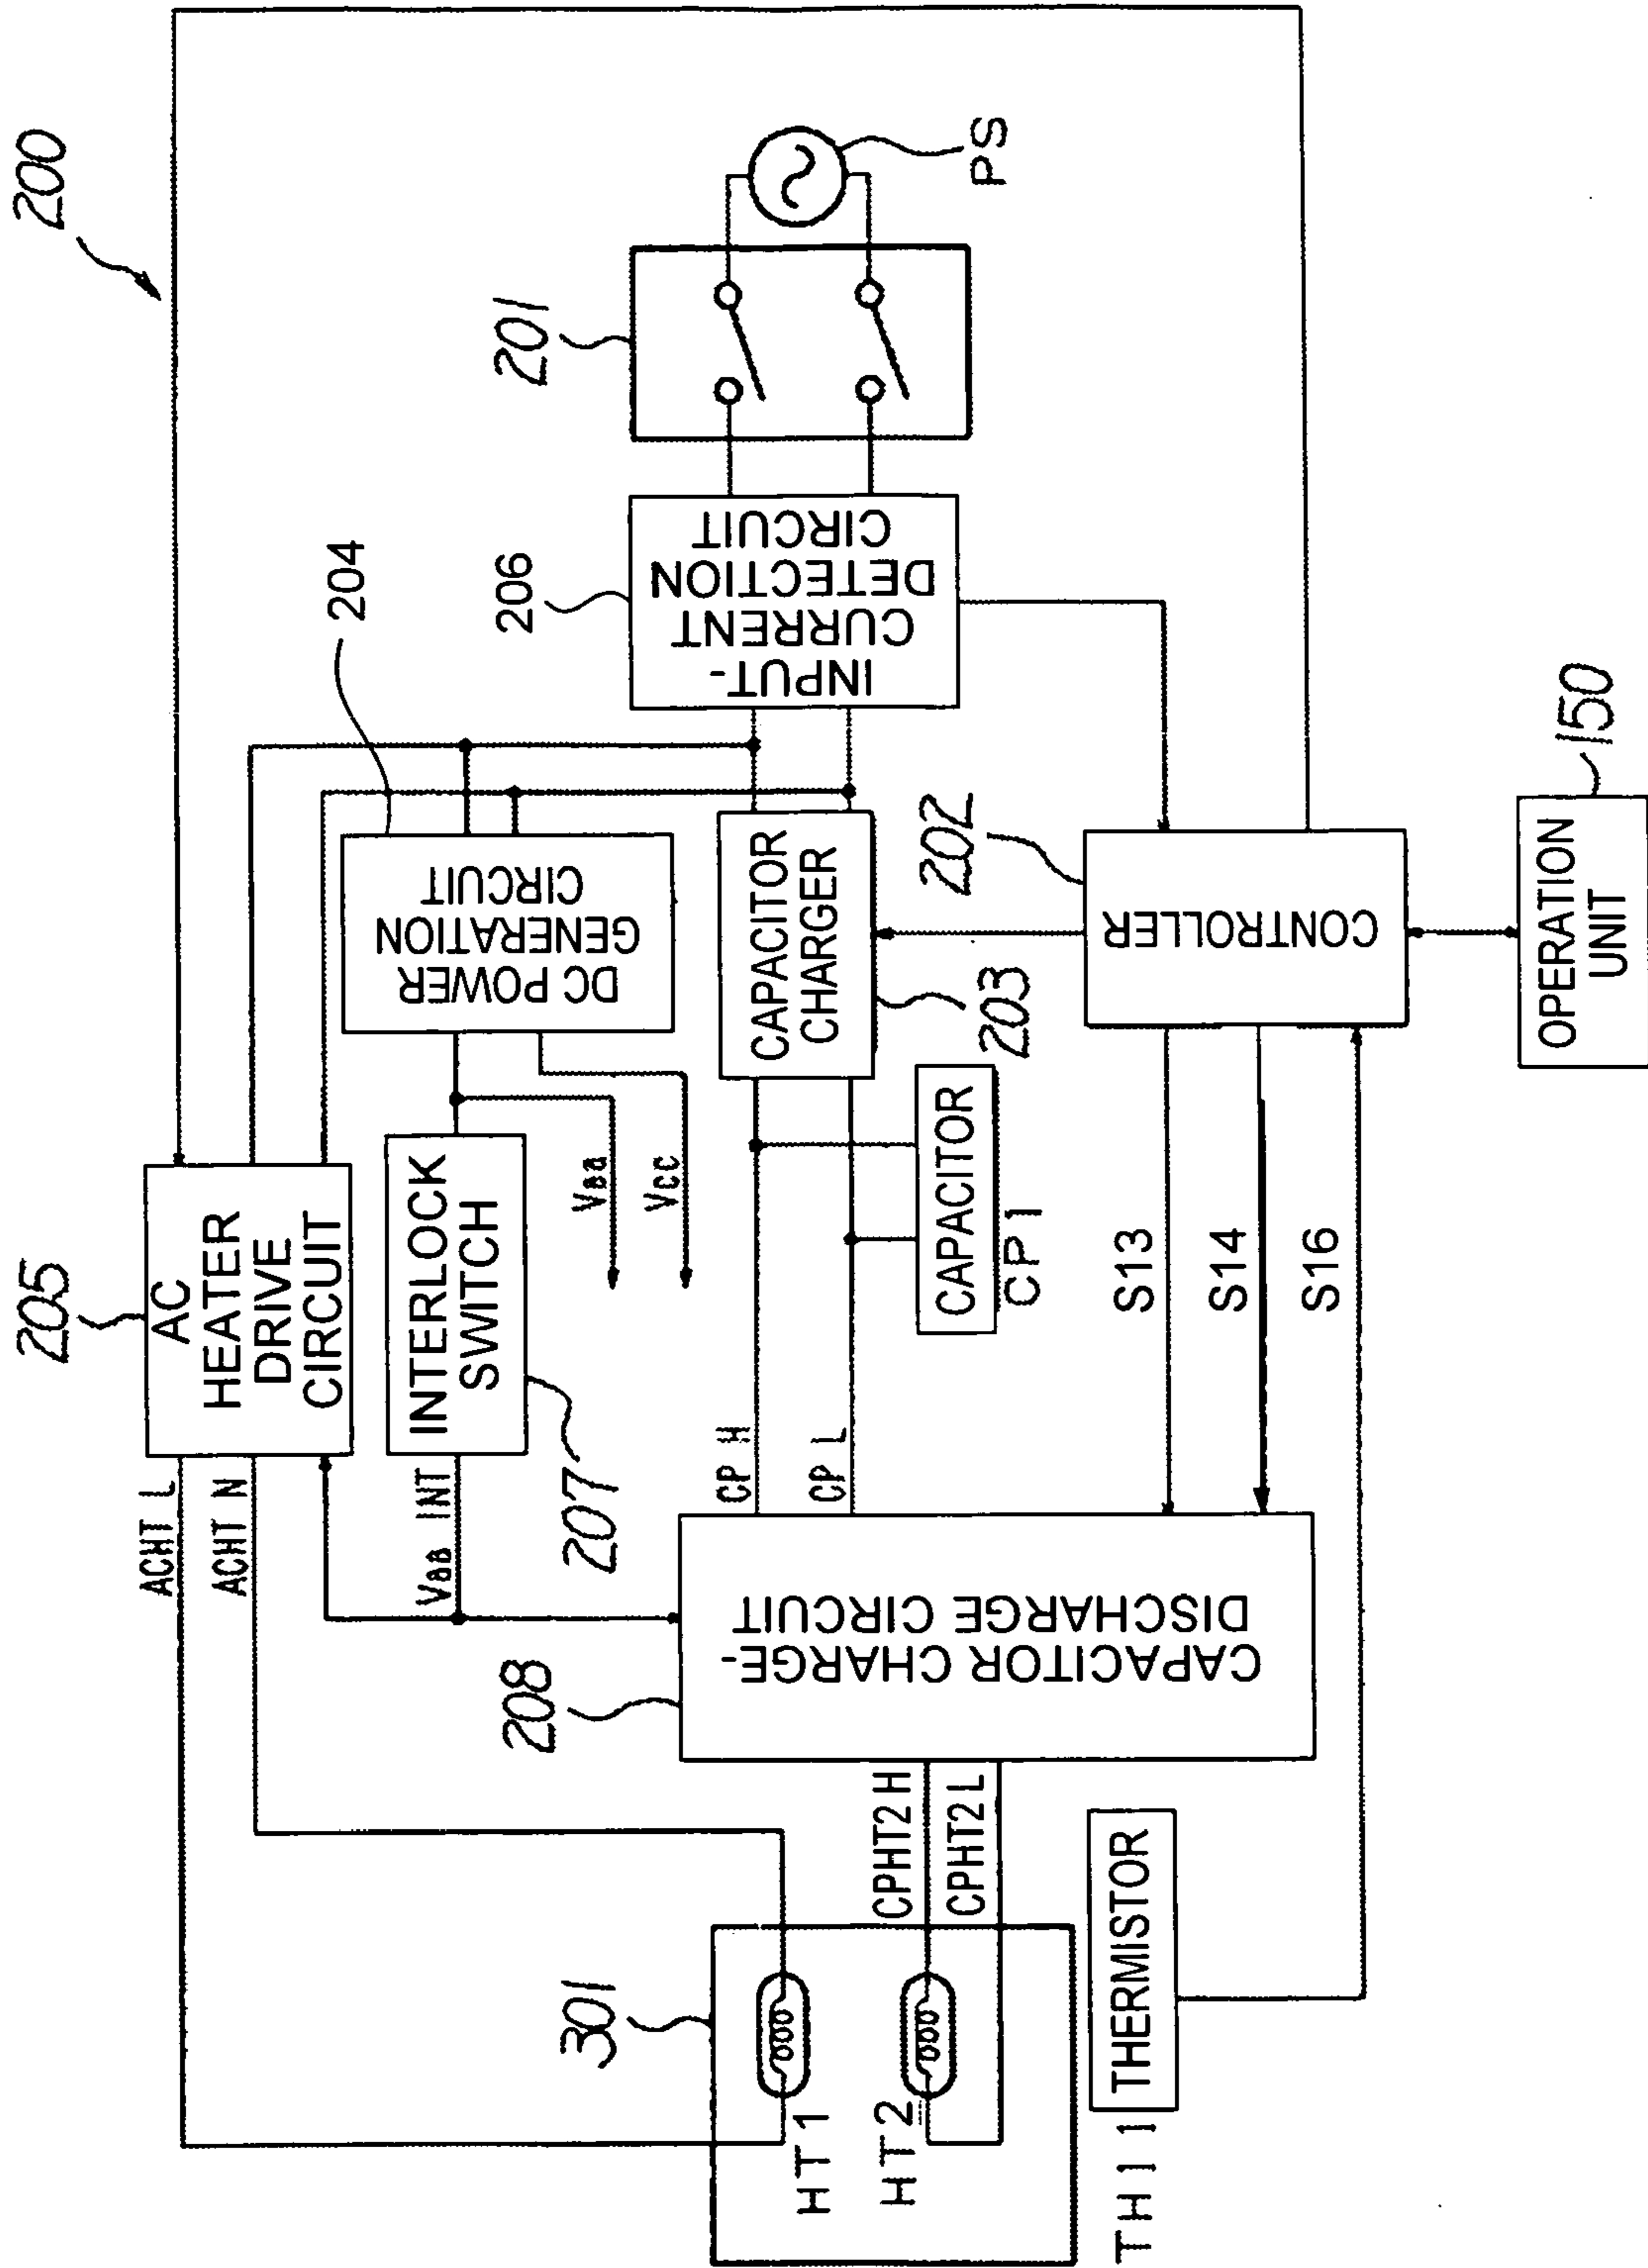 200
205
AC
HEATER
DRIVE
CIRCUIT
ACHT L
ACHT N
204
DC POWER
GENERATION
CIRCUIT
INTERLOCK
SWITCH
207
Vaa INT
Vaa
Vcc
201
PS
206
INPUT-
CURRENT
DETECTION
CIRCUIT
CAPACITOR
CHARGER
203
CAPACITOR
CP1
CP H
CP L
208
CAPACITOR CHARGE-
DISCHARGE CIRCUIT
CPHT2 H
CPHT2 L
301
HT1
HT2
202
CONTROLLER
S13
S14
S16
THERMISTOR
TH11
OPERATION
UNIT
150